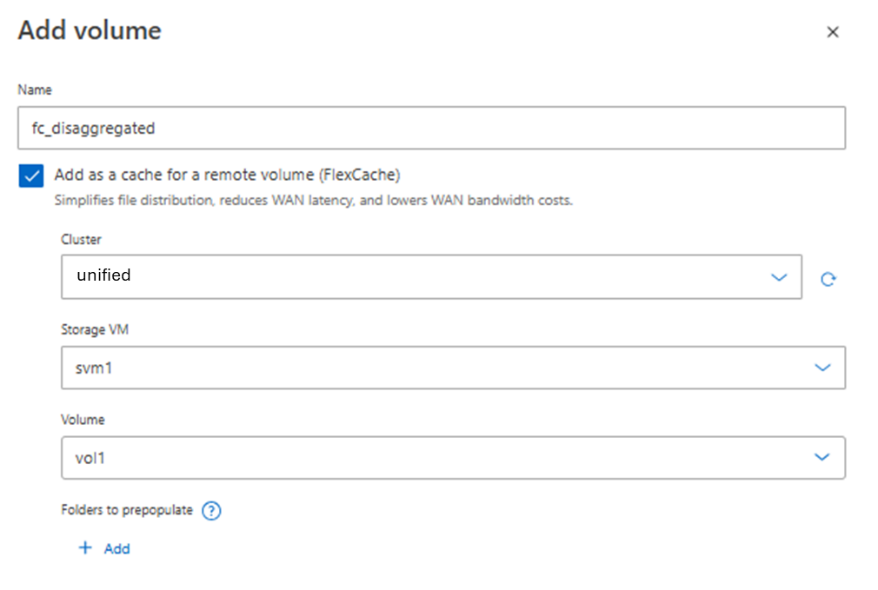 Add volume
Name
fc_disaggregated
Add as a cache for a remote volume (FlexCache)
Simplifies file distribution, reduces WAN latency, and lowers WAN bandwidth costs.
Cluster
unified
Storage VM
svm1
Volume
vol1
Folders to prepopulate ?
+ Add